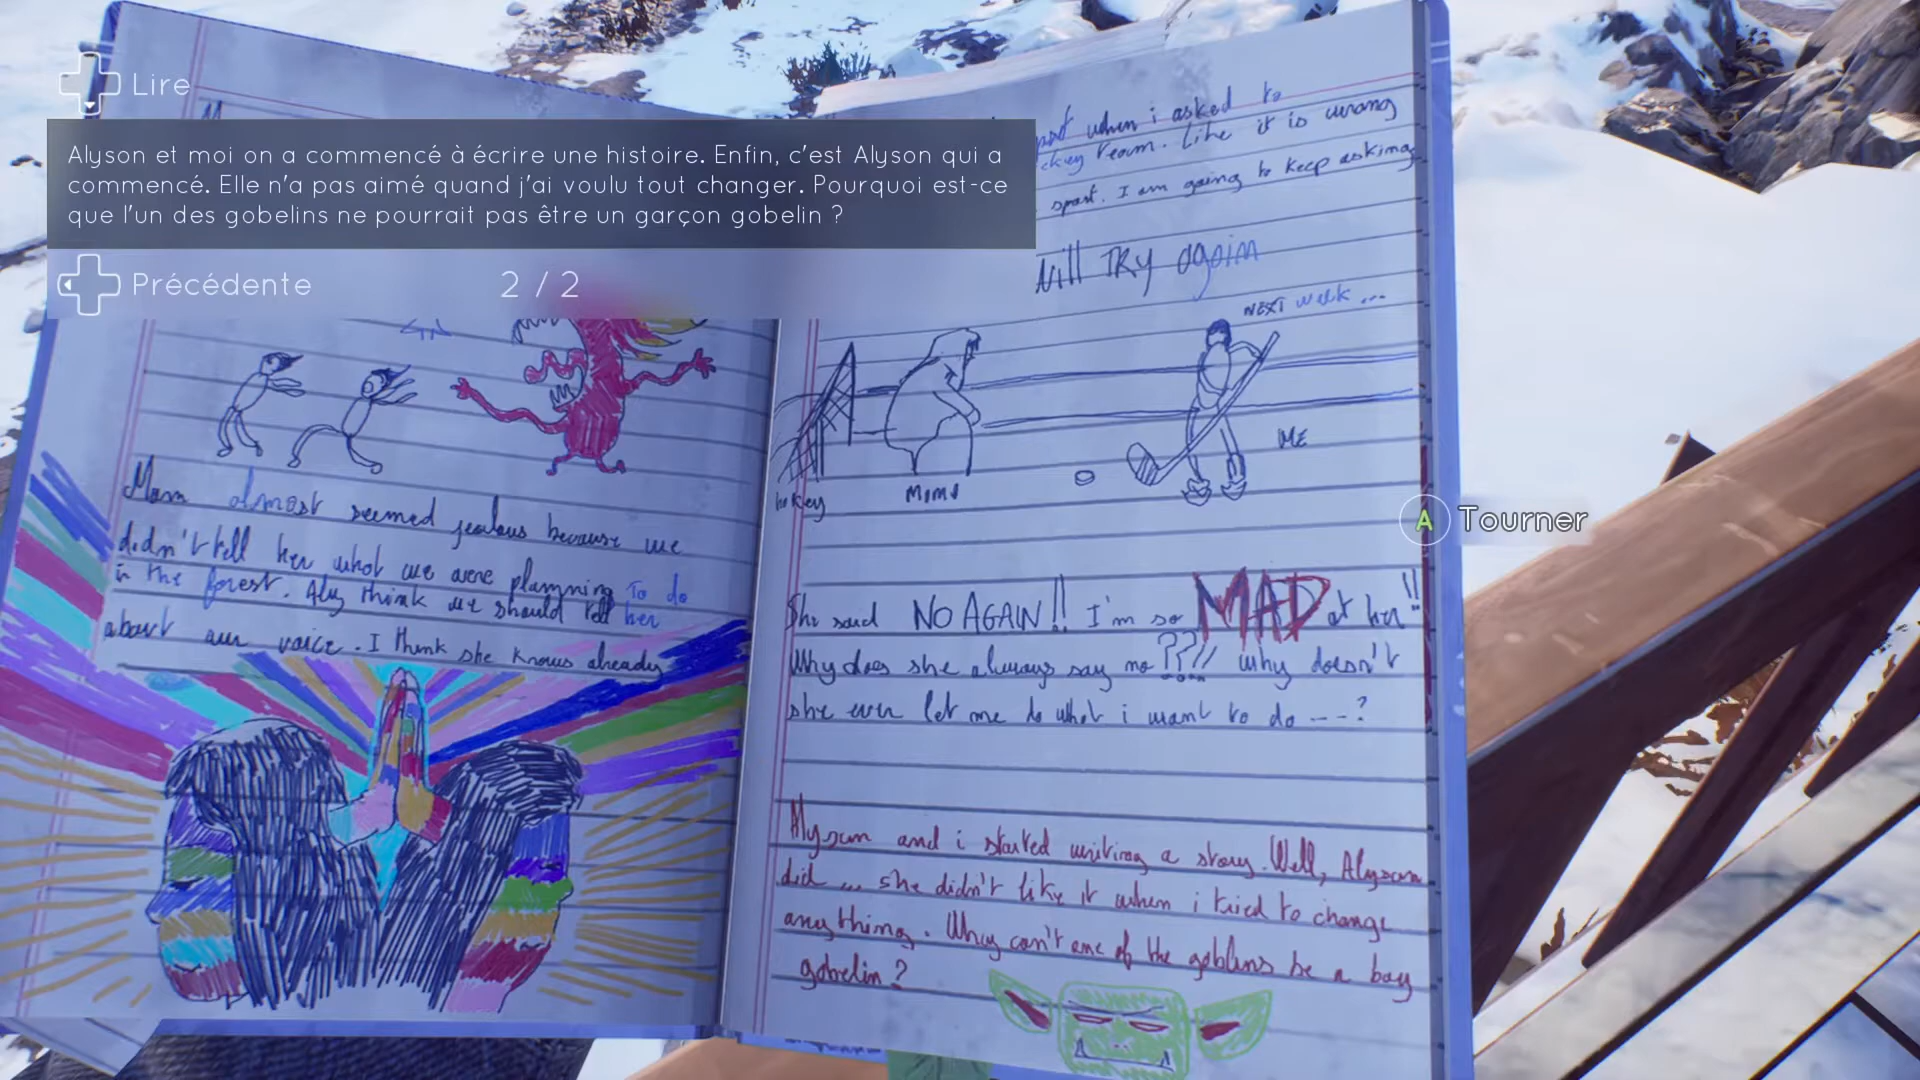 Lire
Alyson et moi on a commencé à écrire une histoire. Enfin, c'est Alyson qui a
commencé. Elle n'a pas aimé quand j'ai voulu tout changer. Pourquoi est-ce
que l'un des gobelins ne pourrait pas être un garçon gobelin ?
Précédente
2 / 2
Mom almost seemed jealous because we
didn't tell her what we were planning to do
in the forest. Aly think we should tell her
about our voice. I think she knows already
when i asked to
team. Like it is wrong
sport. I am going to keep asking
Will TRY again
NEXT week ...
hokey
MOM
ME
A Tourner
She said NO AGAIN!! I'm so MAD at her!!
Why does she always say no ??!! why doesn't
she ever let me do what i want to do --- ?
Alyson and i started writing a story. Well, Alyson
did ... she didn't like it when i tried to change
anything. Why can't one of the goblins be a boy
gobelin ?